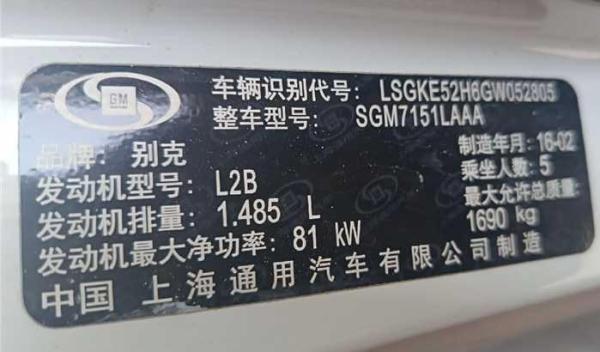 GM
车辆识别代号: LSGKE52H6GW052805
整车型号: SGM7151LAAA
品牌: 别克
制造年月: 16-02
发动机型号: L2B
乘坐人数: 5
发动机排量: 1.485 L
最大允许总质量:
1690 kg
发动机最大净功率: 81 kW
中国 上海通用汽车有限公司制造